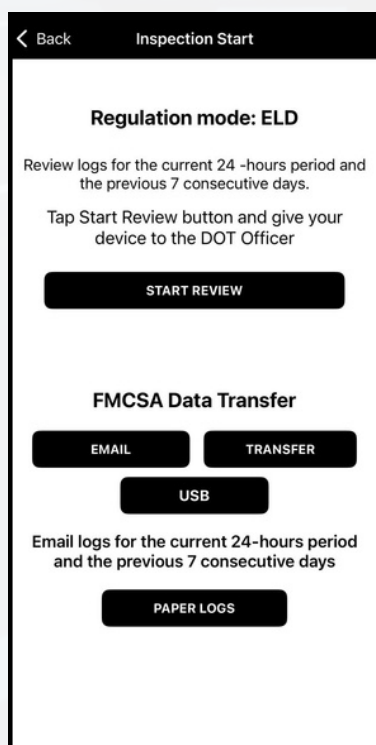 Back Inspection Start
Regulation mode: ELD
Review logs for the current 24 -hours period and
the previous 7 consecutive days.
Tap Start Review button and give your
device to the DOT Officer
START REVIEW
FMCSA Data Transfer
EMAIL TRANSFER
USB
Email logs for the current 24-hours period
and the previous 7 consecutive days
PAPER LOGS